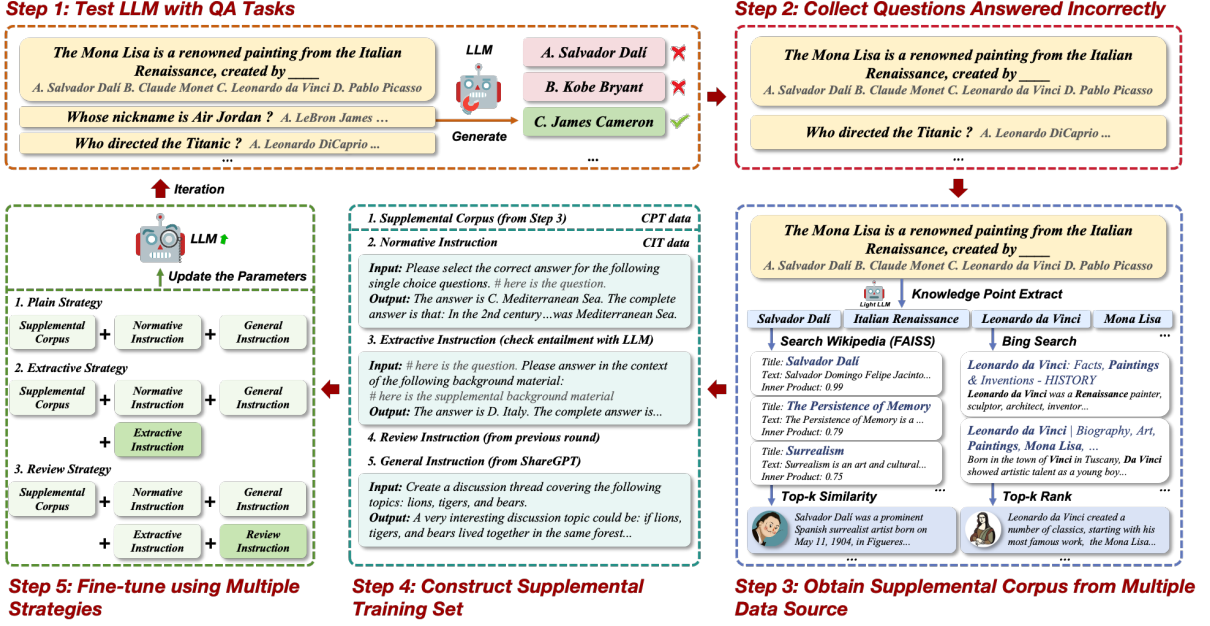 Step 1: Test LLM with QA Tasks
The Mona Lisa is a renowned painting from the Italian
Renaissance, created by ____
A. Salvador Dalí B. Claude Monet C. Leonardo da Vinci D. Pablo Picasso
Whose nickname is Air Jordan ? A. LeBron James …
Who directed the Titanic ? A. Leonardo DiCaprio ...
...
LLM
Generate
A. Salvador Dalí
B. Kobe Bryant
C. James Cameron
...
Step 2: Collect Questions Answered Incorrectly
The Mona Lisa is a renowned painting from the Italian
Renaissance, created by ____
A. Salvador Dalí B. Claude Monet C. Leonardo da Vinci D. Pablo Picasso
Who directed the Titanic ? A. Leonardo DiCaprio ...
...
The Mona Lisa is a renowned painting from the Italian
Renaissance, created by ____
A. Salvador Dalí B. Claude Monet C. Leonardo da Vinci D. Pablo Picasso
Light LLM
Knowledge Point Extract
Salvador Dalí
Italian Renaissance
Leonardo da Vinci
Mona Lisa
...
Search Wikipedia (FAISS)
Title: Salvador Dalí
Text: Salvador Domingo Felipe Jacinto...
Inner Product: 0.99
Title: The Persistence of Memory
Text: The Persistence of Memory is a ...
Inner Product: 0.79
Title: Surrealism
Text: Surrealism is an art and cultural...
Inner Product: 0.75
...
Top-k Similarity
Salvador Dalí was a prominent
Spanish surrealist artist born on
May 11, 1904, in Figueres...
...
Bing Search
Leonardo da Vinci: Facts, Paintings
& Inventions - HISTORY
Leonardo da Vinci was a Renaissance painter,
sculptor, architect, inventor...
Leonardo da Vinci | Biography, Art,
Paintings, Mona Lisa, ...
Born in the town of Vinci in Tuscany, Da Vinci
showed artistic talent as a young boy...
...
Top-k Rank
Leonardo da Vinci created a
number of classics, starting with his
most famous work, the Mona Lisa...
...
Step 3: Obtain Supplemental Corpus from Multiple
Data Source
1. Supplemental Corpus (from Step 3) CPT data
2. Normative Instruction CIT data
Input: Please select the correct answer for the following
single choice questions. # here is the question.
Output: The answer is C. Mediterranean Sea. The complete
answer is that: In the 2nd century…was Mediterranean Sea.
3. Extractive Instruction (check entailment with LLM)
Input: # here is the question. Please answer in the context
of the following background material:
# here is the supplemental background material
Output: The answer is D. Italy. The complete answer is...
4. Review Instruction (from previous round)
5. General Instruction (from ShareGPT)
Input: Create a discussion thread covering the following
topics: lions, tigers, and bears.
Output: A very interesting discussion topic could be: if lions,
tigers, and bears lived together in the same forest...
Step 4: Construct Supplemental
Training Set
Iteration
LLM
Update the Parameters
1. Plain Strategy
Supplemental
Corpus
+
Normative
Instruction
+
General
Instruction
2. Extractive Strategy
Supplemental
Corpus
+
Normative
Instruction
+
General
Instruction
+
Extractive
Instruction
3. Review Strategy
Supplemental
Corpus
+
Normative
Instruction
+
General
Instruction
+
Extractive
Instruction
+
Review
Instruction
Step 5: Fine-tune using Multiple
Strategies